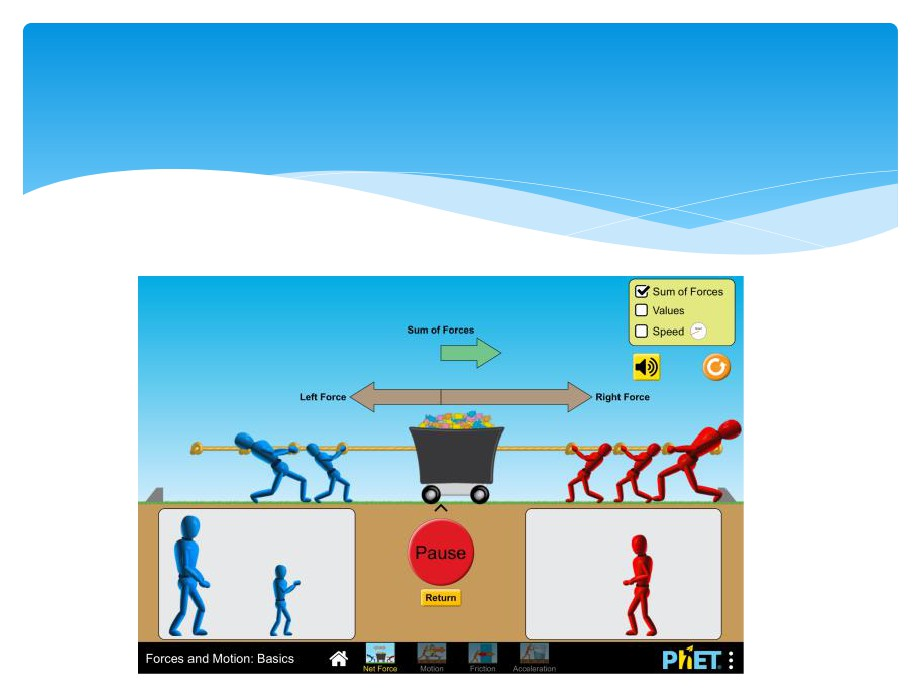 Sum of Forces
Values
Speed
Sum of Forces
Left Force
Right Force
Pause
Return
Forces and Motion: Basics
Net Force
Motion
Friction
Acceleration
PhET